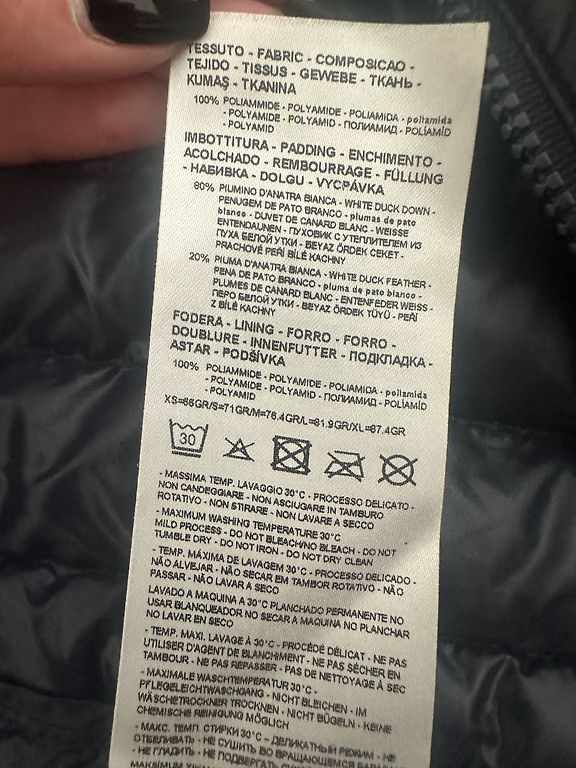 TESSUTO - FABRIC - COMPOSICAO -
TEJIDO - TISSUS - GEWEBE - ТКАНЬ -
KUMAŞ - TKANINA
100% POLIAMMIDE - POLYAMIDE - POLIAMIDA - poliamida
- POLYAMIDE - POLYAMID - ПОЛИАМИД - POLİAMİD
- POLYAMID
IMBOTTITURA - PADDING - ENCHIMENTO -
ACOLCHADO - REMBOURRAGE - FÜLLUNG
- НАБИВКА - DOLGU - VYCPÁVKA
80% PIUMINO D'ANATRA BIANCA - WHITE DUCK DOWN -
PENUGEM DE PATO BRANCO - plumas de pato
blanco - DUVET DE CANARD BLANC - WEISSE
ENTENDAUNEN - ПУХОВИК С УТЕПЛИТЕЛЕМ ИЗ
ПУХА БЕЛОЙ УТКИ - BEYAZ ÖRDEK CEKET -
PRACHOVÉ PEŘÍ BÍLÉ KACHNY
20% PIUMA D'ANATRA BIANCA - WHITE DUCK FEATHER -
PENA DE PATO BRANCO - pluma de pato blanco -
PLUMES DE CANARD BLANC - ENTENFEDER WEISS -
ПЕРО БЕЛОЙ УТКИ - BEYAZ ÖRDEK TÜYÜ - PEŘÍ
Z BÍLÉ KACHNY
FODERA - LINING - FORRO - FORRO -
DOUBLURE - INNENFUTTER - ПОДКЛАДКА -
ASTAR - PODŠÍVKA
100% POLIAMMIDE - POLYAMIDE - POLIAMIDA - poliamida
- POLYAMIDE - POLYAMID - ПОЛИАМИД - POLİAMİD
- POLYAMID
XS=66GR/S=71GR/M=76.4GR/L=81.9GR/XL=87.4GR
30
- MASSIMA TEMP. LAVAGGIO 30°C - PROCESSO DELICATO -
NON CANDEGGIARE - NON ASCIUGARE IN TAMBURO
ROTATIVO - NON STIRARE - NON LAVARE A SECCO
- MAXIMUM WASHING TEMPERATURE 30°C
MILD PROCESS - DO NOT BLEACH/NO BLEACH - DO NOT
TUMBLE DRY - DO NOT IRON - DO NOT DRY CLEAN
- TEMP. MÁXIMA DE LAVAGEM 30°C - PROCESSO DELICADO -
NÃO ALVEJAR - NÃO SECAR EM TAMBOR ROTATIVO - NÃO
PASSAR - NÃO LAVAR A SECO
LAVADO A MAQUINA A 30°C PLANCHADO PERMANENTE NO
USAR BLANQUEADOR NO SECAR A MAQUINA NO PLANCHAR
NO LAVAR EN SECO
- TEMP. MAXI. LAVAGE À 30°C - PROCÉDÉ DÉLICAT - NE PAS
UTILISER D'AGENT DE BLANCHIMENT - NE PAS SÉCHER EN
TAMBOUR - NE PAS REPASSER - PAS DE NETTOYAGE À SEC
- MAXIMALE WASCHTEMPERATUR 30°C -
PFLEGELEICHTWASCHGANG - NICHT BLEICHEN - IM
WÄSCHETROCKNER TROCKNEN - NICHT BÜGELN - KEINE
CHEMISCHE REINIGUNG MÖGLICH
- МАКС. ТЕМП. СТИРКИ 30°C - ДЕЛИКАТНЫЙ РЕЖИМ - НЕ
ОТБЕЛИВАТЬ - НЕ СУШИТЬ ВО ВРАЩАЮЩЕМСЯ
- НЕ ГЛАДИТЬ - НЕ ПОДВЕРГАТЬ